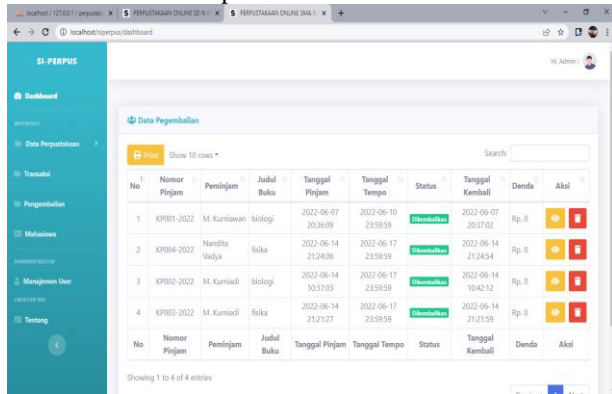 localhost / 127.0.0.1 / perpustak
PERPUSTAKAAN ONLINE SD N
PERPUSTAKAAN ONLINE SMA
localhost/siperpus/dashboard
SI-PERPUS
Hi, Admin !
Dashboard
INTERFACE
Data Perpustakaan
Transaksi
Pengembalian
Mahasiswa
ADMINISTRATOR
Manajemen User
Tentang
Data Pegembalian
Print Show 10 rows Search:
No Nomor Pinjam Peminjam Judul Buku Tanggal Pinjam Tanggal Tempo Status Tanggal Kembali Denda Aksi
1 KP001-2022 M. Kurniawan biologi 2022-06-07 20:36:09 2022-06-10 23:59:59 Dikembalikan 2022-06-07 20:37:02 Rp. 0
2 KP004-2022 Nandita Vadya fisika 2022-06-14 21:24:06 2022-06-17 23:59:59 Dikembalikan 2022-06-14 21:24:54 Rp. 0
3 KP002-2022 M. Kurniadi biologi 2022-06-14 10:37:03 2022-06-17 23:59:59 Dikembalikan 2022-06-14 10:42:12 Rp. 0
4 KP003-2022 M. Kurniadi fisika 2022-06-14 21:21:27 2022-06-17 23:59:59 Dikembalikan 2022-06-14 21:21:59 Rp. 0
No Nomor Pinjam Peminjam Judul Buku Tanggal Pinjam Tanggal Tempo Status Tanggal Kembali Denda Aksi
Showing 1 to 4 of 4 entries